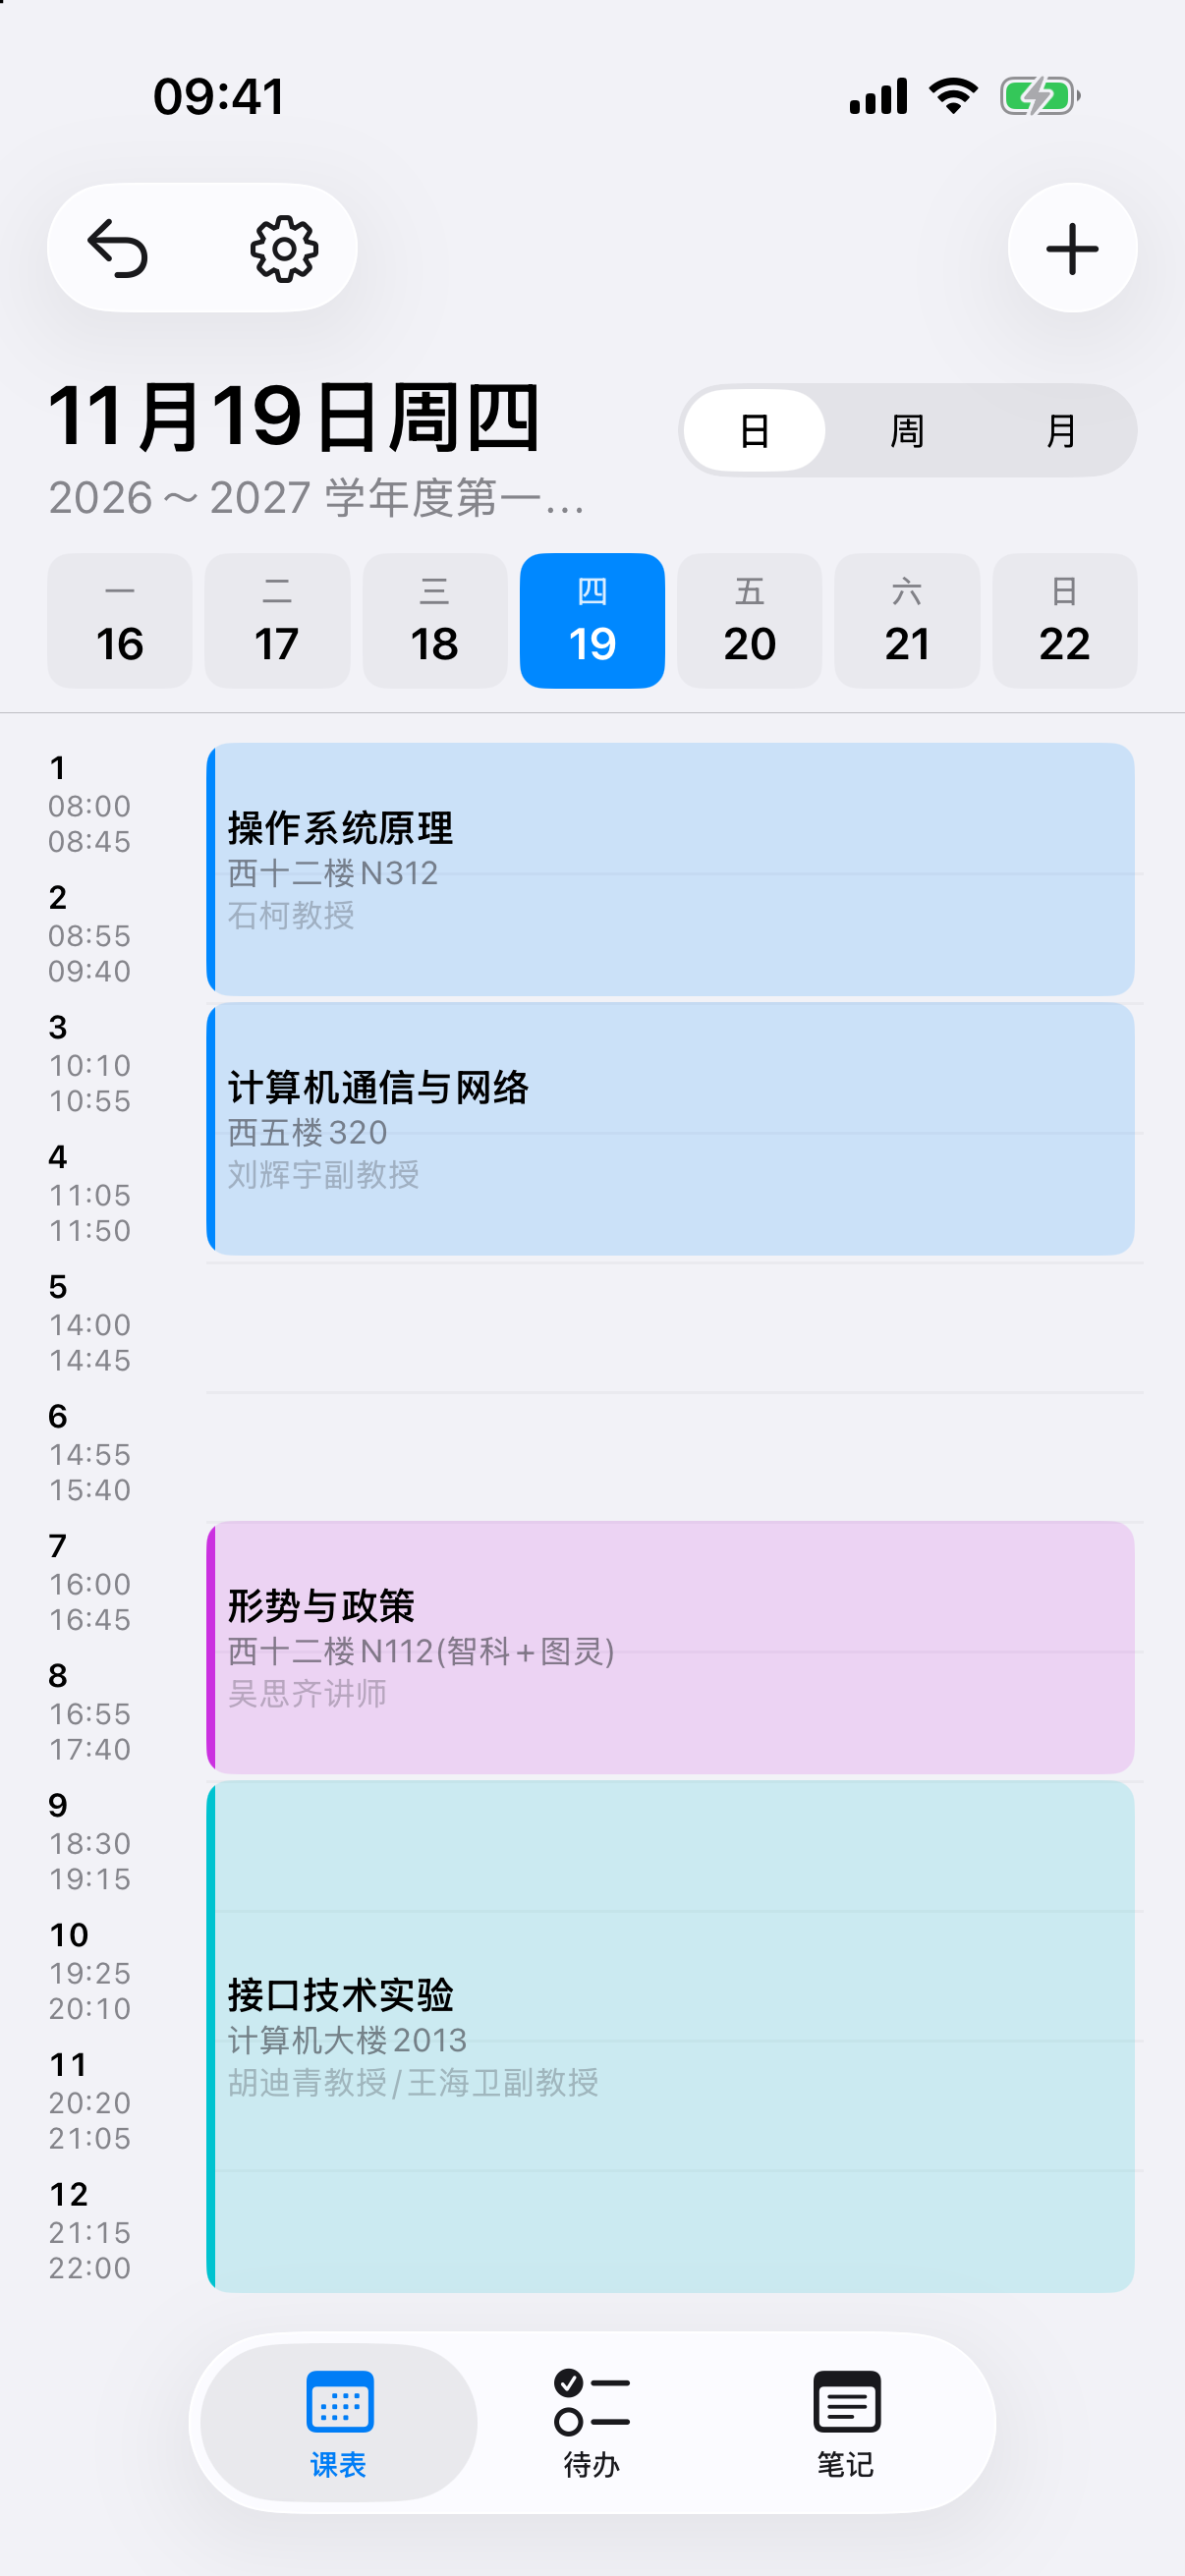 09:41
11月19日周四
日 周 月
2026～2027 学年度第一...
一 二 三 四 五 六 日
16 17 18 19 20 21 22
1
08:00
08:45
操作系统原理
西十二楼N312
石柯教授
2
08:55
09:40
3
10:10
10:55
计算机通信与网络
西五楼320
刘辉宇副教授
4
11:05
11:50
5
14:00
14:45
6
14:55
15:40
7
16:00
16:45
形势与政策
西十二楼N112(智科+图灵)
吴思齐讲师
8
16:55
17:40
9
18:30
19:15
10
19:25
20:10
接口技术实验
计算机大楼2013
胡迪青教授/王海卫副教授
11
20:20
21:05
12
21:15
22:00
课表 待办 笔记